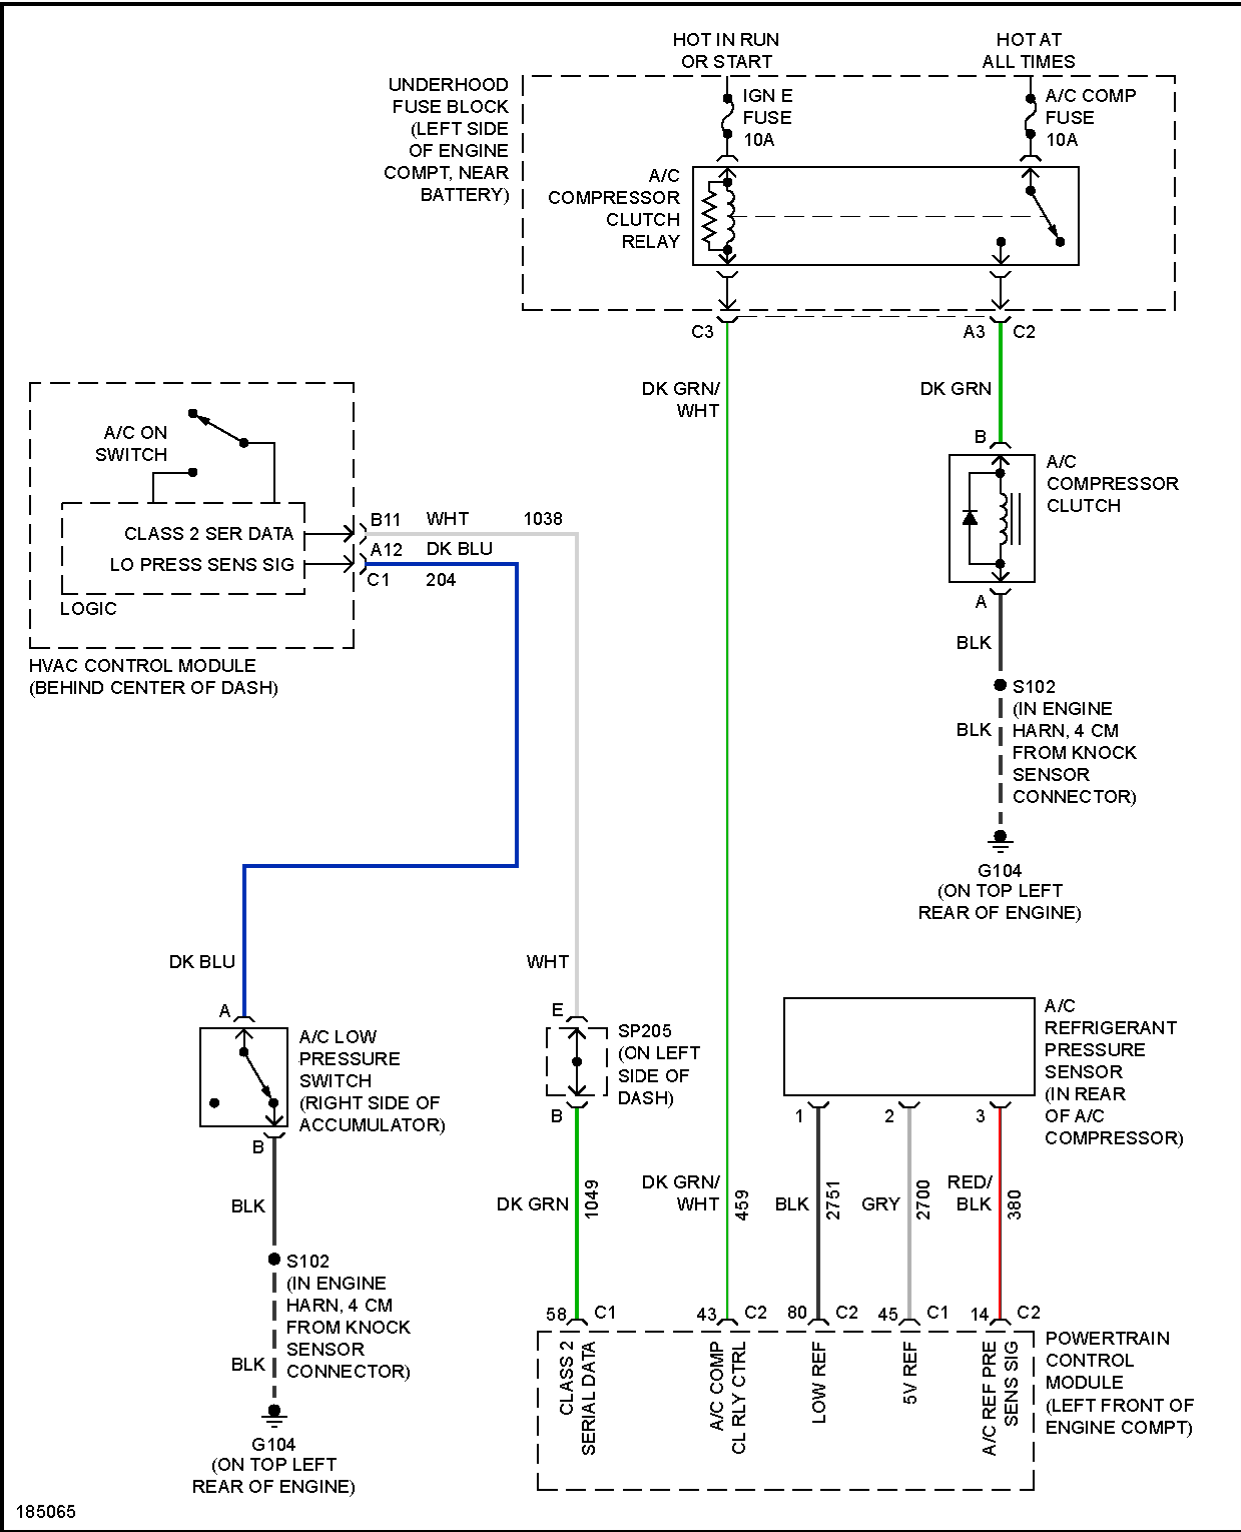 HOT IN RUN
OR START
HOT AT
ALL TIMES
UNDERHOOD
FUSE BLOCK
(LEFT SIDE
OF ENGINE
COMPT, NEAR
BATTERY)
IGN E
FUSE
10A
A/C COMP
FUSE
10A
A/C
COMPRESSOR
CLUTCH
RELAY
C3
A3
C2
DK GRN/
WHT
DK GRN
B
A/C
COMPRESSOR
CLUTCH
A
BLK
S102
(IN ENGINE
HARN, 4 CM
FROM KNOCK
SENSOR
CONNECTOR)
BLK
G104
(ON TOP LEFT
REAR OF ENGINE)
A/C ON
SWITCH
CLASS 2 SER DATA
LO PRESS SENS SIG
LOGIC
HVAC CONTROL MODULE
(BEHIND CENTER OF DASH)
B11
WHT
1038
A12
DK BLU
C1
204
DK BLU
WHT
A
A/C LOW
PRESSURE
SWITCH
(RIGHT SIDE OF
ACCUMULATOR)
B
BLK
S102
(IN ENGINE
HARN, 4 CM
FROM KNOCK
SENSOR
CONNECTOR)
BLK
G104
(ON TOP LEFT
REAR OF ENGINE)
E
SP205
(ON LEFT
SIDE OF
DASH)
B
DK GRN
1049
DK GRN/
WHT
459
A/C
REFRIGERANT
PRESSURE
SENSOR
(IN REAR
OF A/C
COMPRESSOR)
1
2
3
BLK
2751
GRY
2700
RED/
BLK
380
58
C1
43
C2
80
C2
45
C1
14
C2
CLASS 2
SERIAL DATA
A/C COMP
CL RLY CTRL
LOW REF
5V REF
A/C REF PRE
SENS SIG
POWERTRAIN
CONTROL
MODULE
(LEFT FRONT OF
ENGINE COMPT)
185065